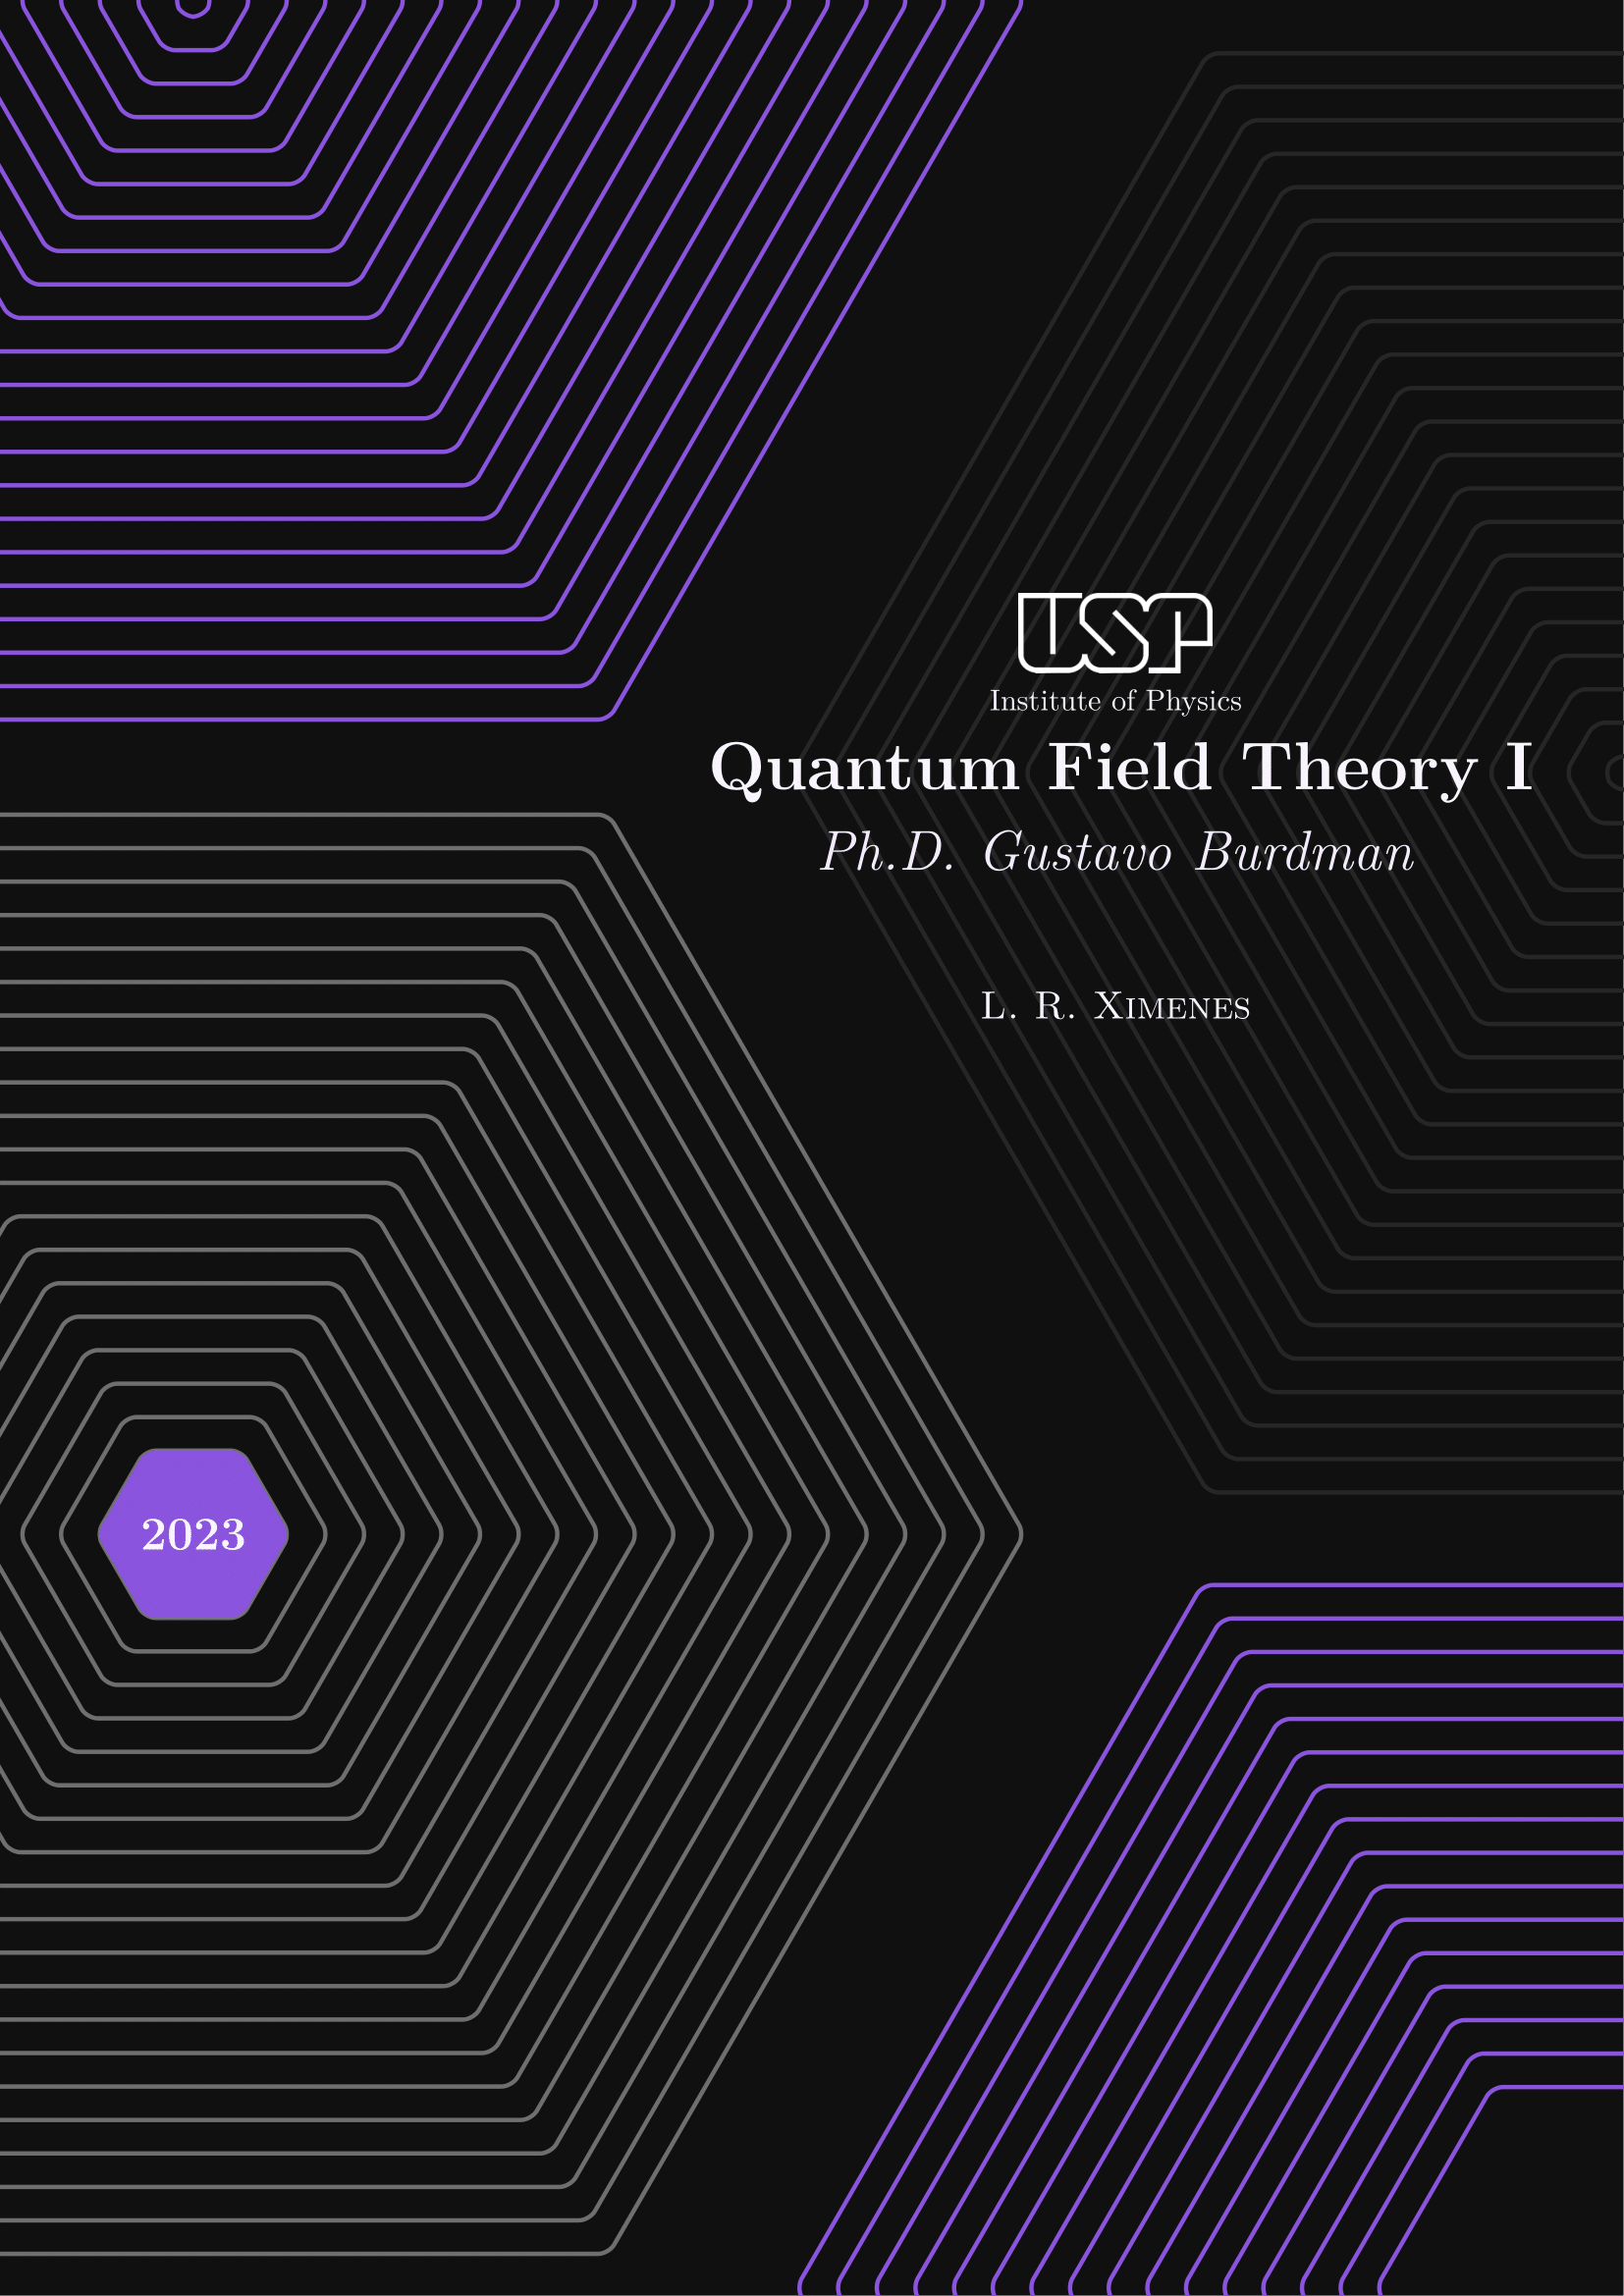 USP
Institute of Physics
Quantum Field Theory I
Ph.D. Gustavo Burdman
L. R. Ximenes
2023